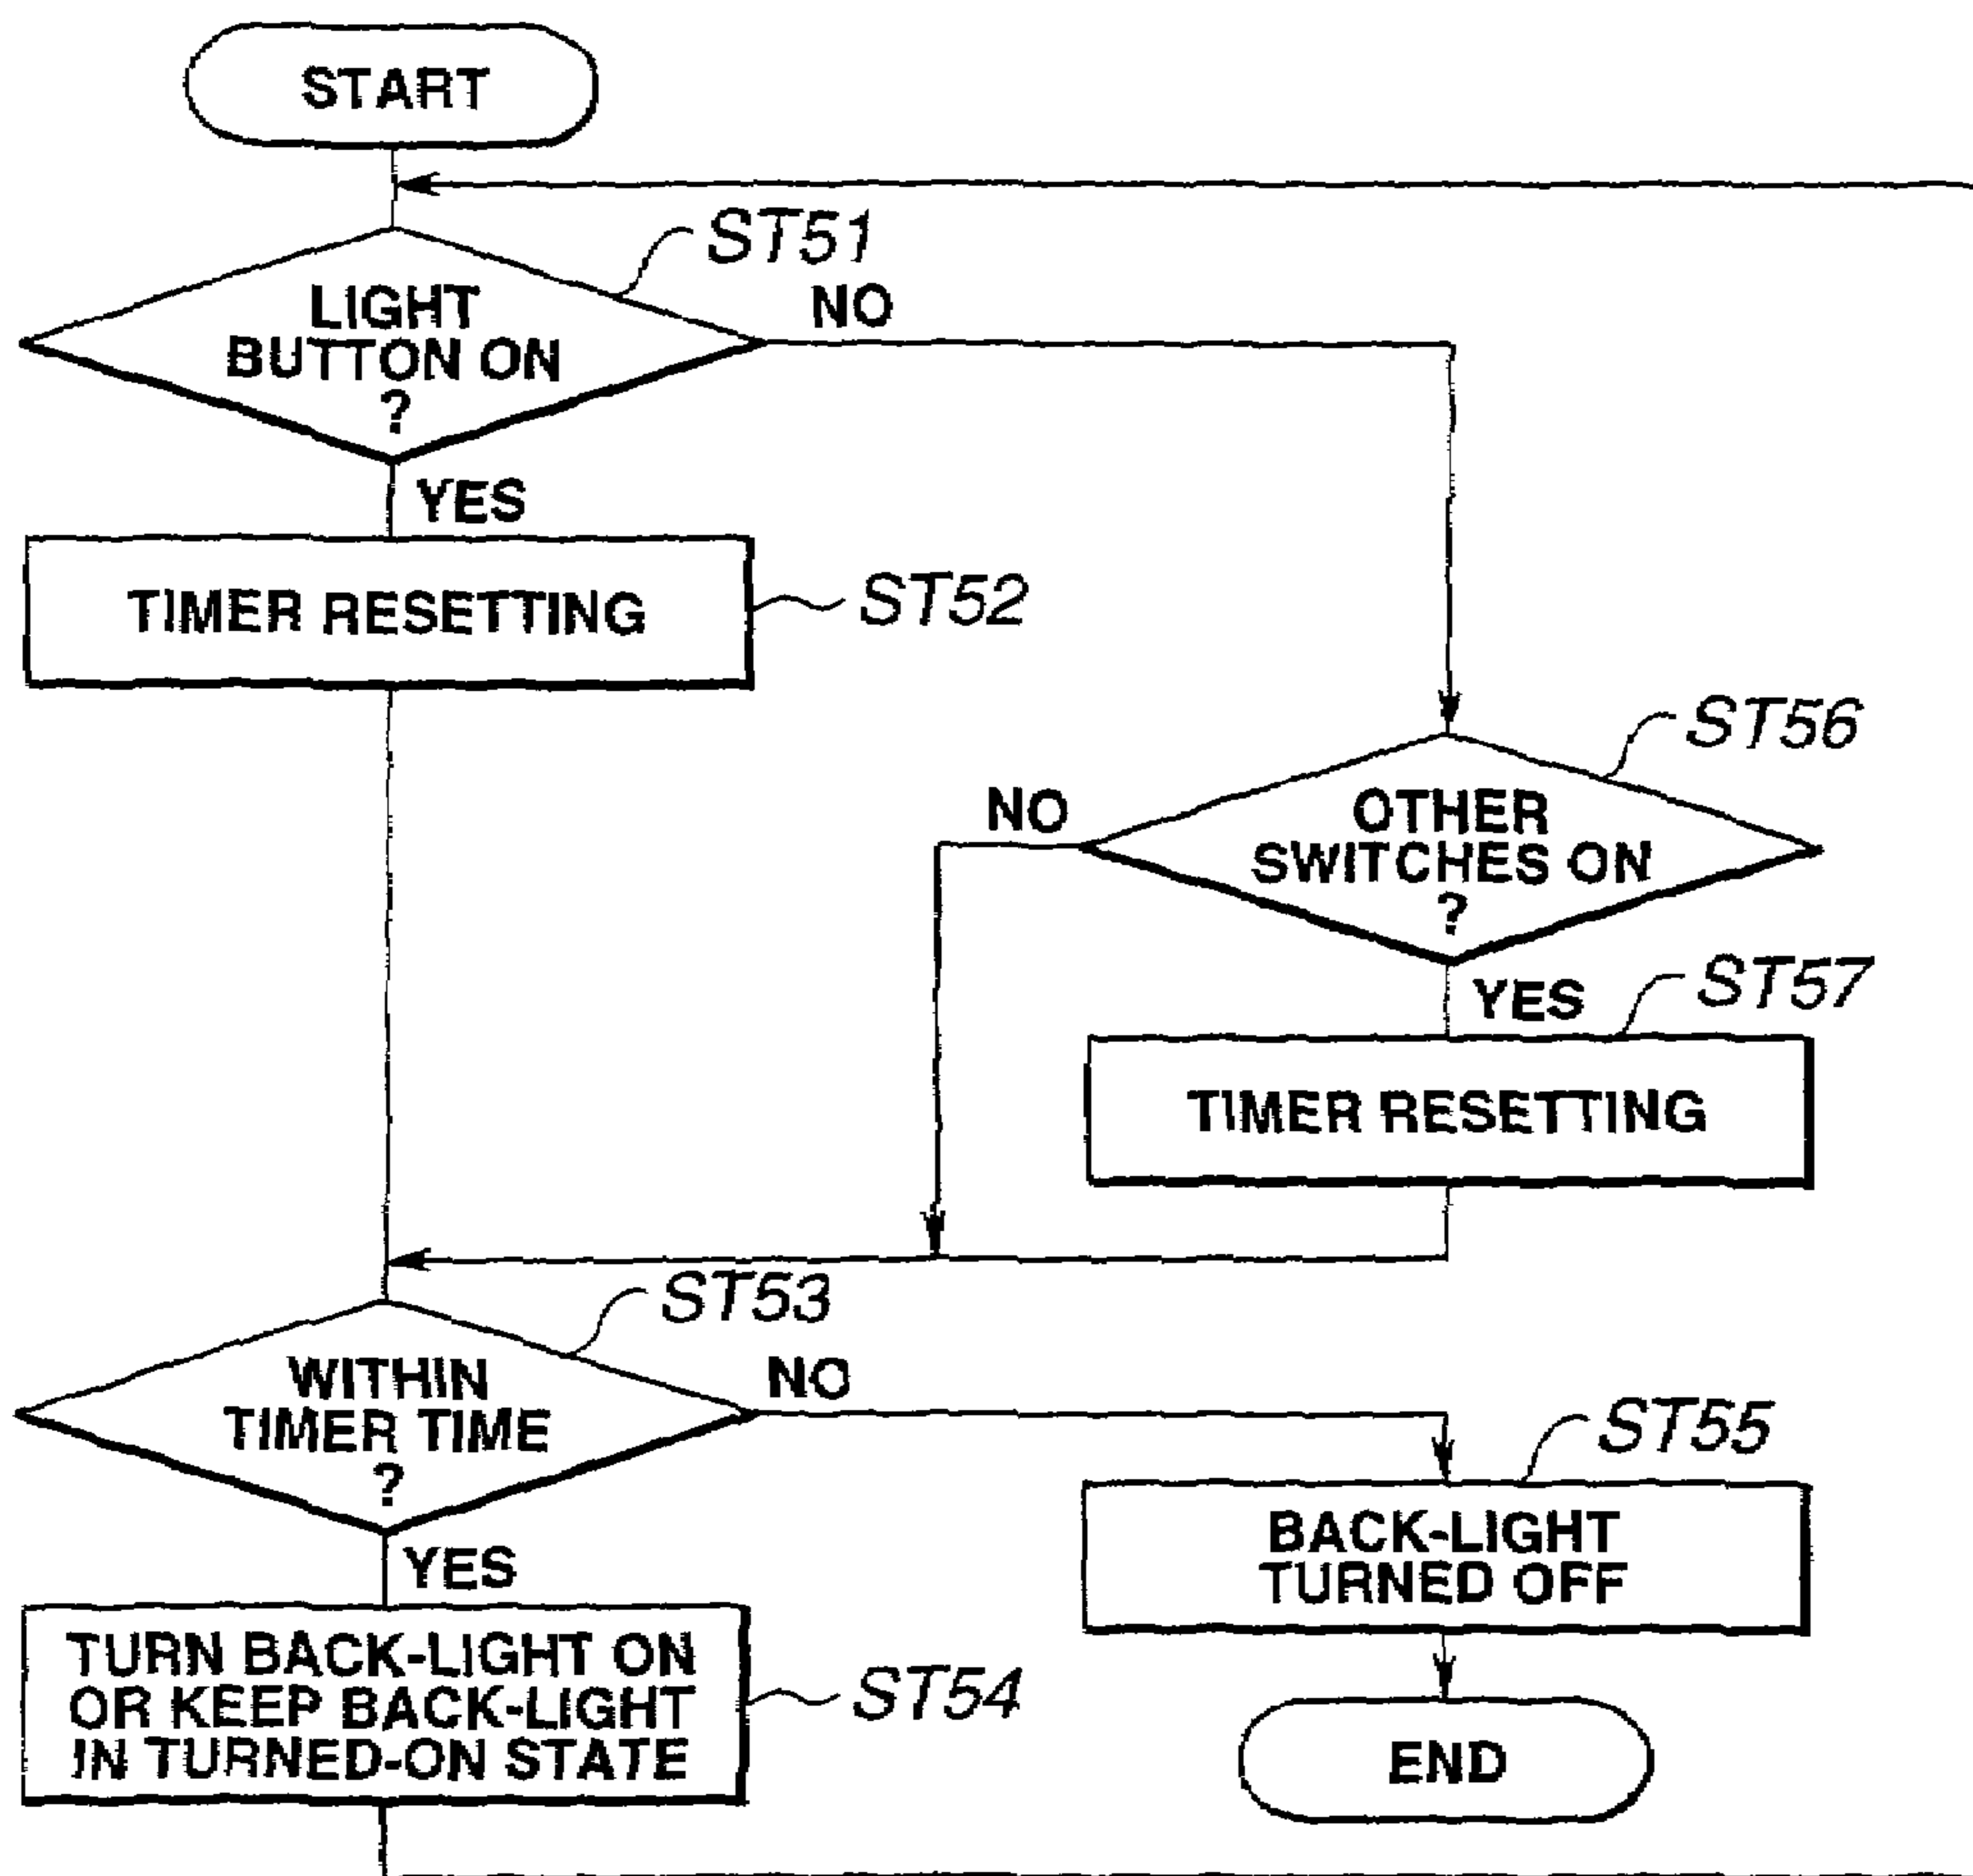 START
ST51
LIGHT
BUTTON ON
?
NO
YES
TIMER RESETTING
ST52
ST56
OTHER
SWITCHES ON
?
NO
YES
ST57
TIMER RESETTING
ST53
WITHIN
TIMER TIME
?
NO
YES
ST55
BACK-LIGHT
TURNED OFF
TURN BACK-LIGHT ON
OR KEEP BACK-LIGHT
IN TURNED-ON STATE
ST54
END